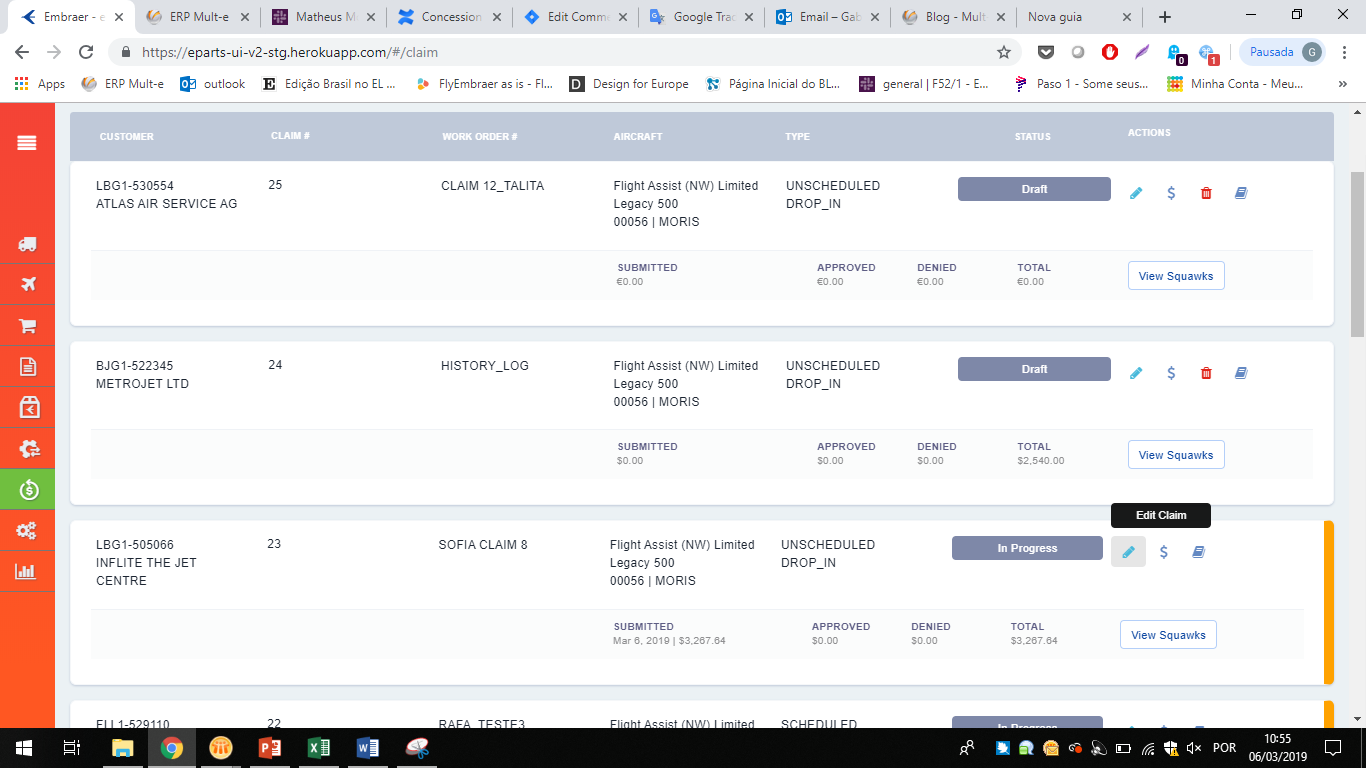 Embraer - e
ERP Mult-e
Matheus Mo
Concession
Edit Comme
Google Trad
Email – Gab
Blog - Mult
Nova guia
https://eparts-ui-v2-stg.herokuapp.com/#/claim
0
1
Pausada
G
Apps
ERP Mult-e
outlook
Edição Brasil no EL ...
FlyEmbraer as is - Fl...
Design for Europe
Página Inicial do BL...
general | F52/1 - E...
Paso 1 - Some seus...
Minha Conta - Meu...
CUSTOMER
CLAIM #
WORK ORDER #
AIRCRAFT
TYPE
STATUS
ACTIONS
LBG1-530554
ATLAS AIR SERVICE AG
25
CLAIM 12_TALITA
Flight Assist (NW) Limited
Legacy 500
00056 | MORIS
UNSCHEDULED
DROP_IN
Draft
SUBMITTED
€0.00
APPROVED
€0.00
DENIED
€0.00
TOTAL
€0.00
View Squawks
BJG1-522345
METROJET LTD
24
HISTORY_LOG
Flight Assist (NW) Limited
Legacy 500
00056 | MORIS
UNSCHEDULED
DROP_IN
Draft
SUBMITTED
$0.00
APPROVED
$0.00
DENIED
$0.00
TOTAL
$2,540.00
View Squawks
Edit Claim
LBG1-505066
INFLITE THE JET
CENTRE
23
SOFIA CLAIM 8
Flight Assist (NW) Limited
Legacy 500
00056 | MORIS
UNSCHEDULED
DROP_IN
In Progress
SUBMITTED
Mar 6, 2019 | $3,267.64
APPROVED
$0.00
DENIED
$0.00
TOTAL
$3,267.64
View Squawks
22
RAFA_TESTE3
Flight Assist (NW) Limited
SCHEDULED
In Progress
POR
10:55
06/03/2019